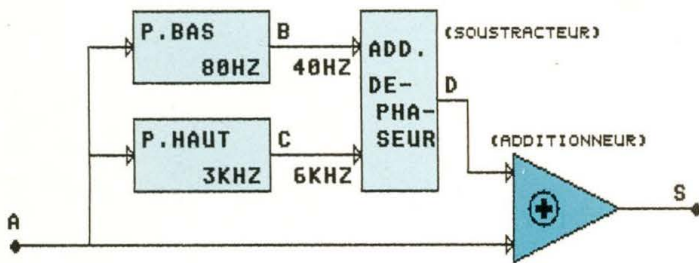 P.BAS
80HZ
B
40HZ
ADD.
DE-
PHA-
SEUR
(SOUSTRACTEUR)
D
P.HAUT
3KHZ
C
6KHZ
(ADDITIONNEUR)
A
+
S